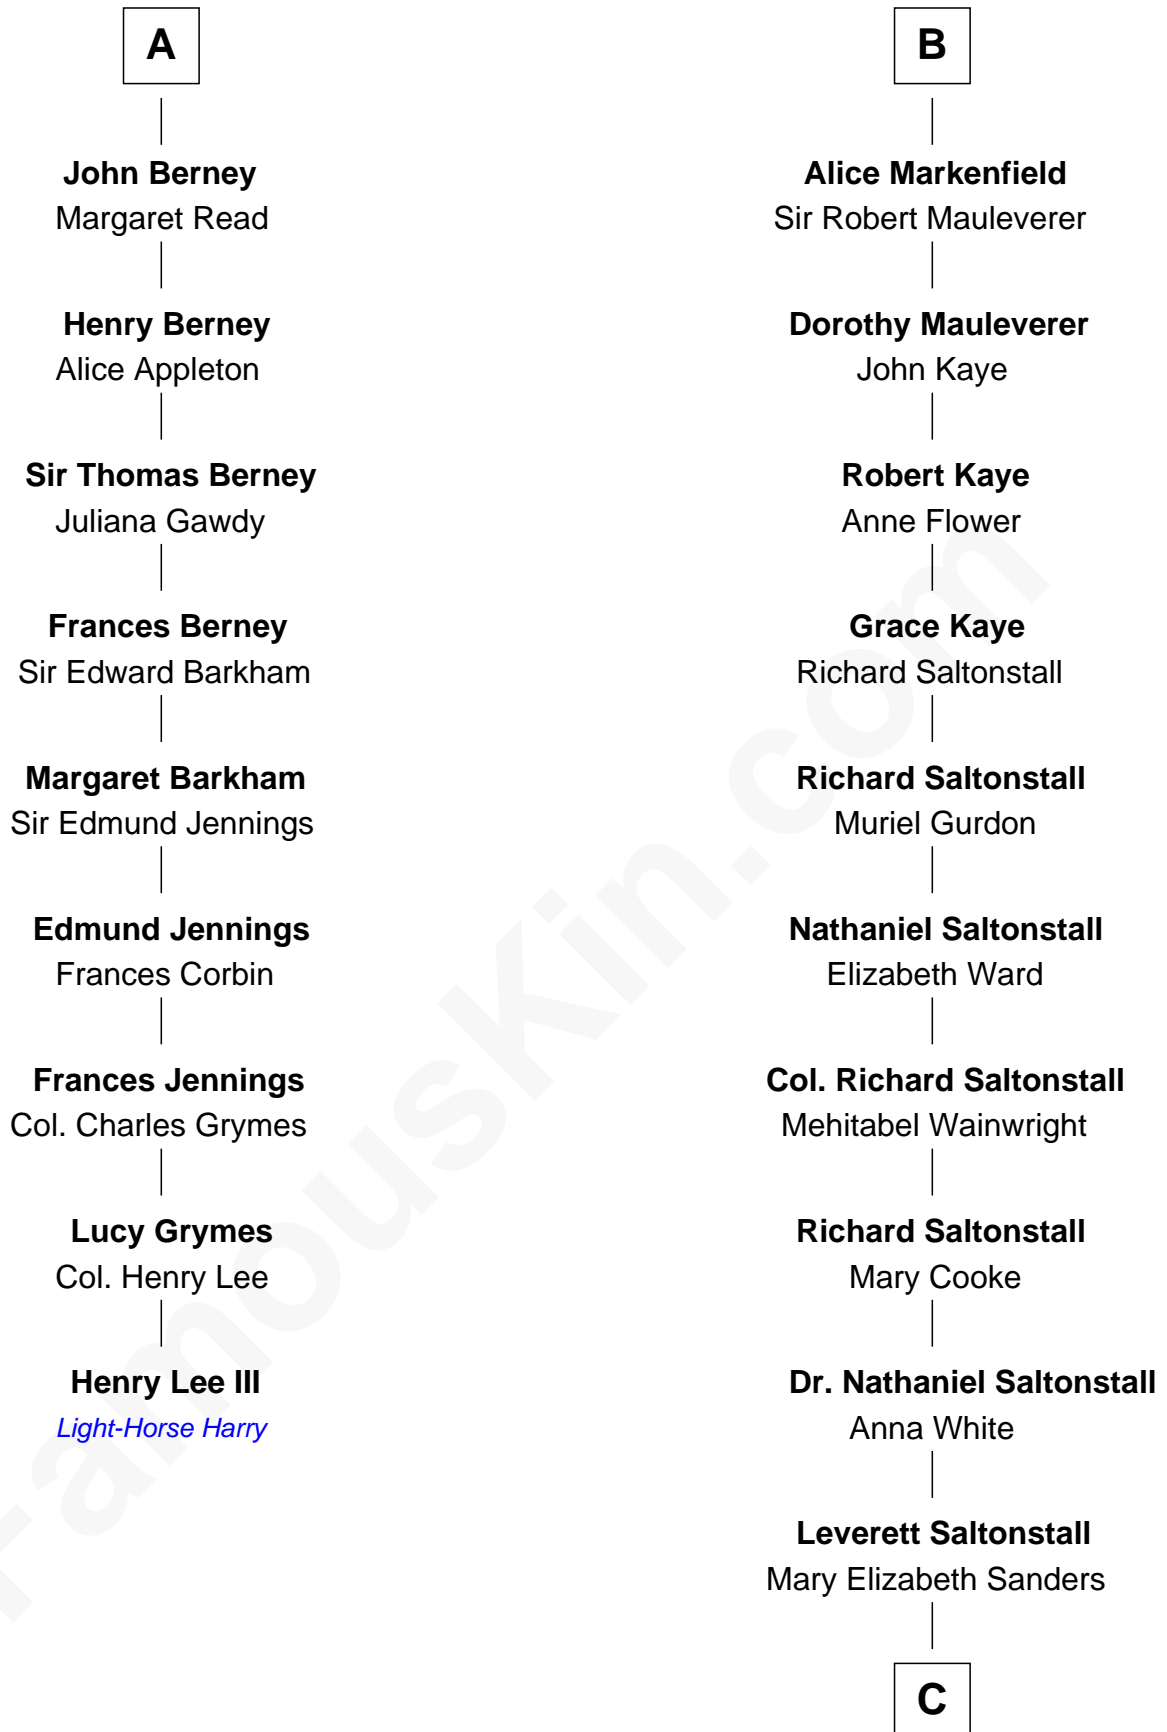 A
John Berney
Margaret Read
Henry Berney
Alice Appleton
Sir Thomas Berney
Juliana Gawdy
Frances Berney
Sir Edward Barkham
Margaret Barkham
Sir Edmund Jennings
Edmund Jennings
Frances Corbin
Frances Jennings
Col. Charles Grymes
Lucy Grymes
Col. Henry Lee
Henry Lee III
Light-Horse Harry
B
Alice Markenfield
Sir Robert Mauleverer
Dorothy Mauleverer
John Kaye
Robert Kaye
Anne Flower
Grace Kaye
Richard Saltonstall
Richard Saltonstall
Muriel Gurdon
Nathaniel Saltonstall
Elizabeth Ward
Col. Richard Saltonstall
Mehitabel Wainwright
Richard Saltonstall
Mary Cooke
Dr. Nathaniel Saltonstall
Anna White
Leverett Saltonstall
Mary Elizabeth Sanders
C
FamousKin.com